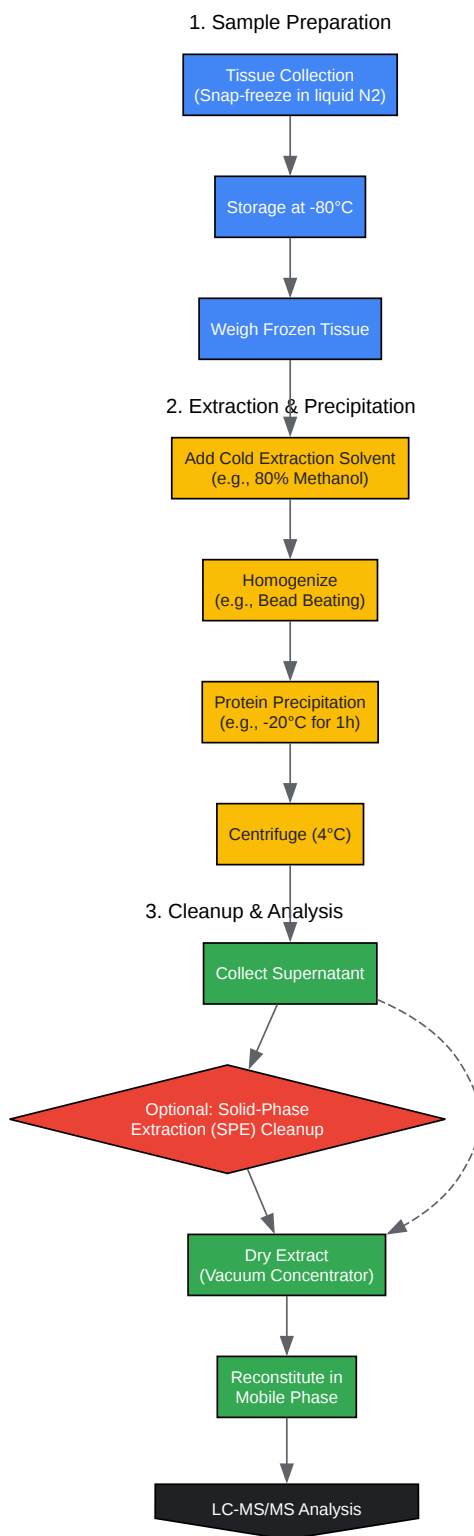 1. Sample Preparation
Tissue Collection
(Snap-freeze in liquid N2)
Storage at -80°C
Weigh Frozen Tissue
2. Extraction & Precipitation
Add Cold Extraction Solvent
(e.g., 80% Methanol)
Homogenize
(e.g., Bead Beating)
Protein Precipitation
(e.g., -20°C for 1h)
Centrifuge (4°C)
3. Cleanup & Analysis
Collect Supernatant
Optional: Solid-Phase
Extraction (SPE) Cleanup
Dry Extract
(Vacuum Concentrator)
Reconstitute in
Mobile Phase
LC-MS/MS Analysis